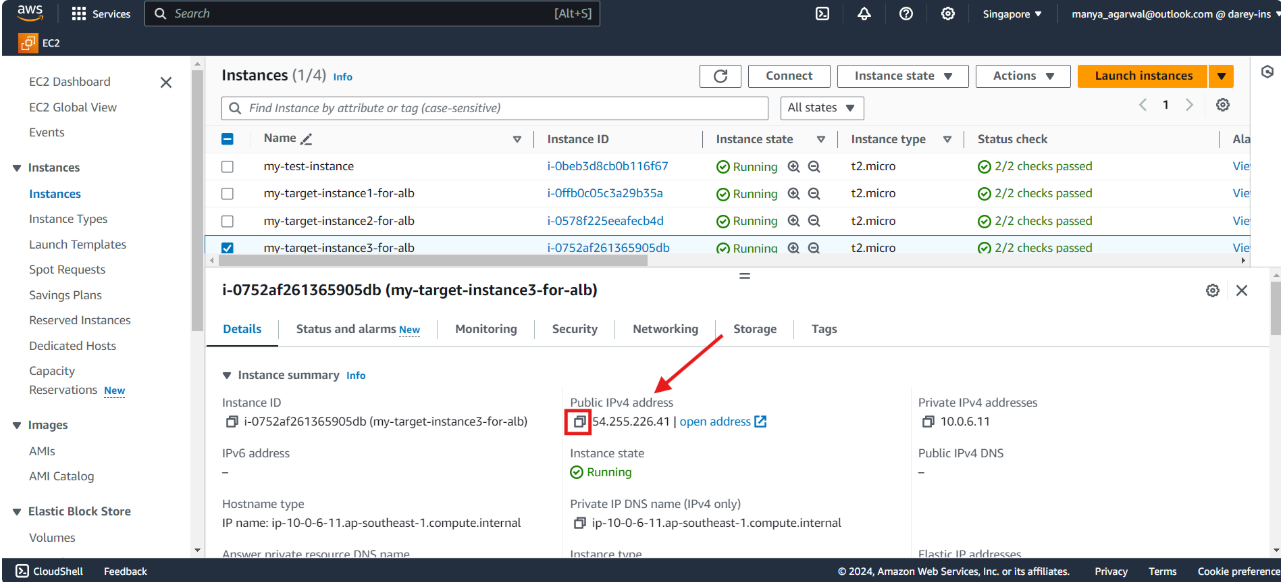 aws Services Search [Alt+S] Singapore ▼ manya_agarwal@outlook.com @ darey-ins
EC2
EC2 Dashboard
EC2 Global View
Events
Instances
Instances
Instance Types
Launch Templates
Spot Requests
Savings Plans
Reserved Instances
Dedicated Hosts
Capacity
Reservations New
Images
AMIs
AMI Catalog
Elastic Block Store
Volumes
Instances (1/4) Info Connect Instance state ▼ Actions ▼ Launch instances ▼
Find Instance by attribute or tag (case-sensitive) All states ▼ 1
Name Instance ID Instance state Instance type Status check Ala
my-test-instance i-0beb3d8cb0b116f67 Running t2.micro 2/2 checks passed Vie
my-target-instance1-for-alb i-0ffb0c05c3a29b35a Running t2.micro 2/2 checks passed Vie
my-target-instance2-for-alb i-0578f225eeafecb4d Running t2.micro 2/2 checks passed Vie
my-target-instance3-for-alb i-0752af261365905db Running t2.micro 2/2 checks passed Vie
i-0752af261365905db (my-target-instance3-for-alb)
Details Status and alarms New Monitoring Security Networking Storage Tags
Instance summary Info
Instance ID
i-0752af261365905db (my-target-instance3-for-alb)
Public IPv4 address
54.255.226.41 | open address
Private IPv4 addresses
10.0.6.11
IPv6 address
–
Instance state
Running
Public IPv4 DNS
–
Hostname type
IP name: ip-10-0-6-11.ap-southeast-1.compute.internal
Private IP DNS name (IPv4 only)
ip-10-0-6-11.ap-southeast-1.compute.internal
Answer private resource DNS name
Instance type
Elastic IP addresses
CloudShell Feedback © 2024, Amazon Web Services, Inc. or its affiliates. Privacy Terms Cookie preference